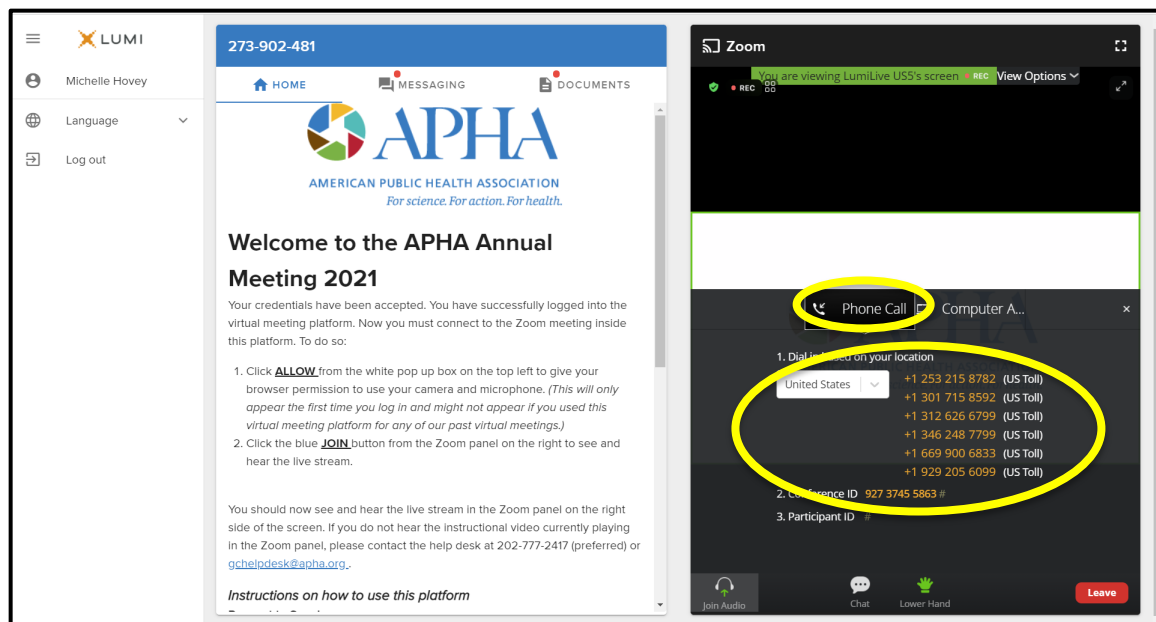 LUMI
Michelle Hovey
Language
Log out
273-902-481
HOME
MESSAGING
DOCUMENTS
APHA
AMERICAN PUBLIC HEALTH ASSOCIATION
For science. For action. For health.
Welcome to the APHA Annual
Meeting 2021
Your credentials have been accepted. You have successfully logged into the
virtual meeting platform. Now you must connect to the Zoom meeting inside
this platform. To do so:
1. Click ALLOW from the white pop up box on the top left to give your
browser permission to use your camera and microphone. (This will only
appear the first time you log in and might not appear if you used this
virtual meeting platform for any of our past virtual meetings.)
2. Click the blue JOIN button from the Zoom panel on the right to see and
hear the live stream.
You should now see and hear the live stream in the Zoom panel on the right
side of the screen. If you do not hear the instructional video currently playing
in the Zoom panel, please contact the help desk at 202-777-2417 (preferred) or
gchelpdesk@apha.org .
Instructions on how to use this platform
Zoom
You are viewing LumiLive US5's screen
REC
View Options
REC
Phone Call
Computer A...
1. Dial in based on your location
United States
+1 253 215 8782 (US Toll)
+1 301 715 8592 (US Toll)
+1 312 626 6799 (US Toll)
+1 346 248 7799 (US Toll)
+1 669 900 6833 (US Toll)
+1 929 205 6099 (US Toll)
2. Conference ID 927 3745 5863 #
3. Participant ID #
Join Audio
Chat
Lower Hand
Leave